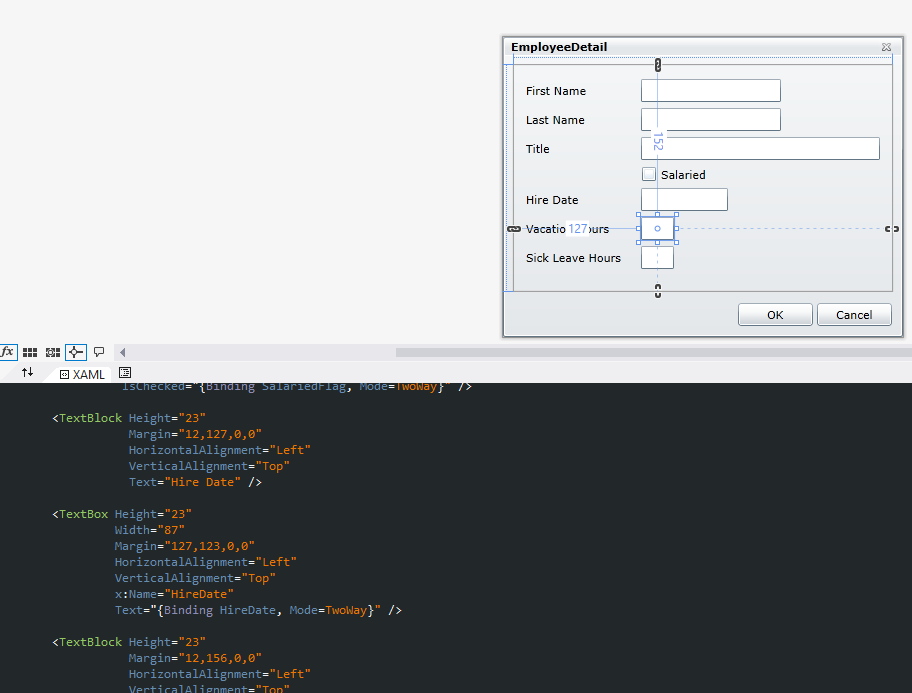 EmployeeDetail
First Name
Last Name
152
Title
Salaried
Hire Date
Vacatio 127 ours
Sick Leave Hours
OK Cancel
fx
XAML
IsChecked="{Binding SalariedFlag, Mode=TwoWay}" />
<TextBlock Height="23"
Margin="12,127,0,0"
HorizontalAlignment="Left"
VerticalAlignment="Top"
Text="Hire Date" />
<TextBox Height="23"
Width="87"
Margin="127,123,0,0"
HorizontalAlignment="Left"
VerticalAlignment="Top"
x:Name="HireDate"
Text="{Binding HireDate, Mode=TwoWay}" />
<TextBlock Height="23"
Margin="12,156,0,0"
HorizontalAlignment="Left"
VerticalAlignment="Top"